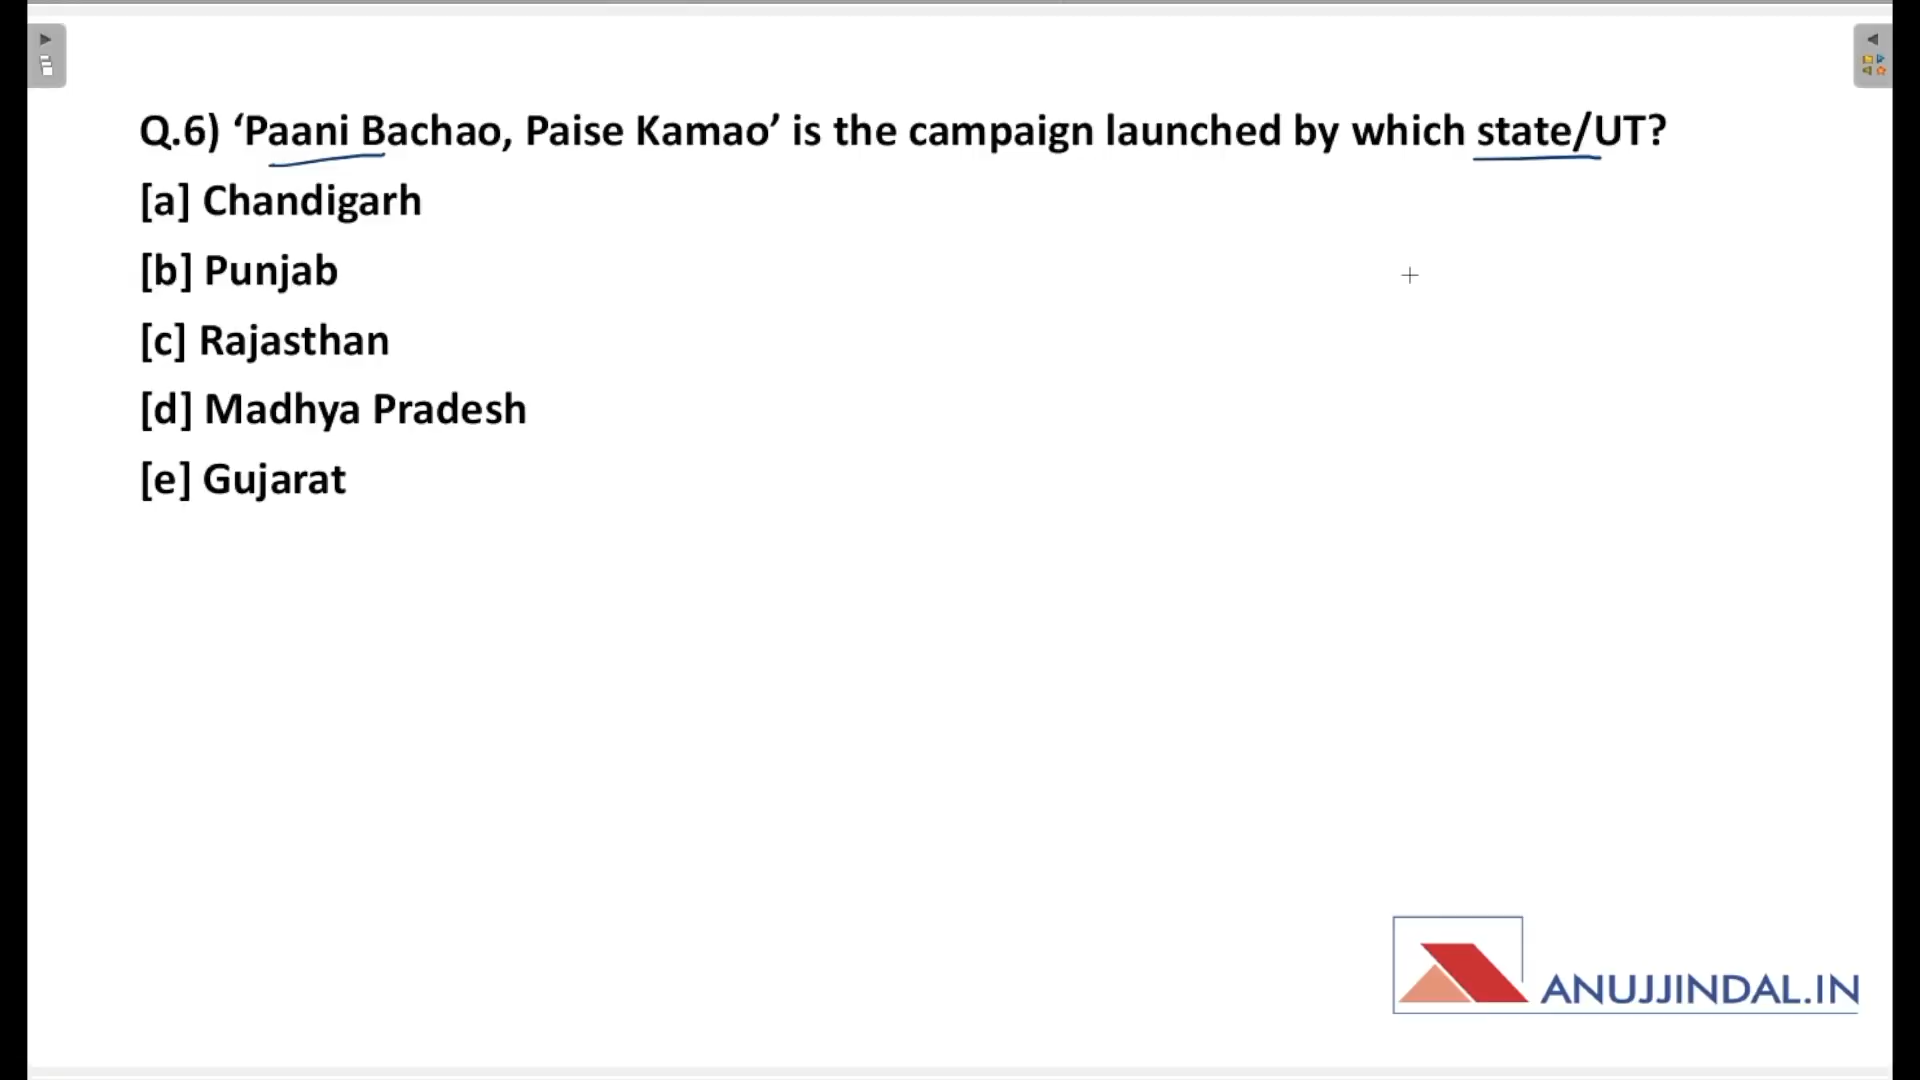 Q.6) ‘Paani Bachao, Paise Kamao’ is the campaign launched by which state/UT?
[a] Chandigarh
[b] Punjab
[c] Rajasthan
[d] Madhya Pradesh
[e] Gujarat
ANUJJINDAL.IN